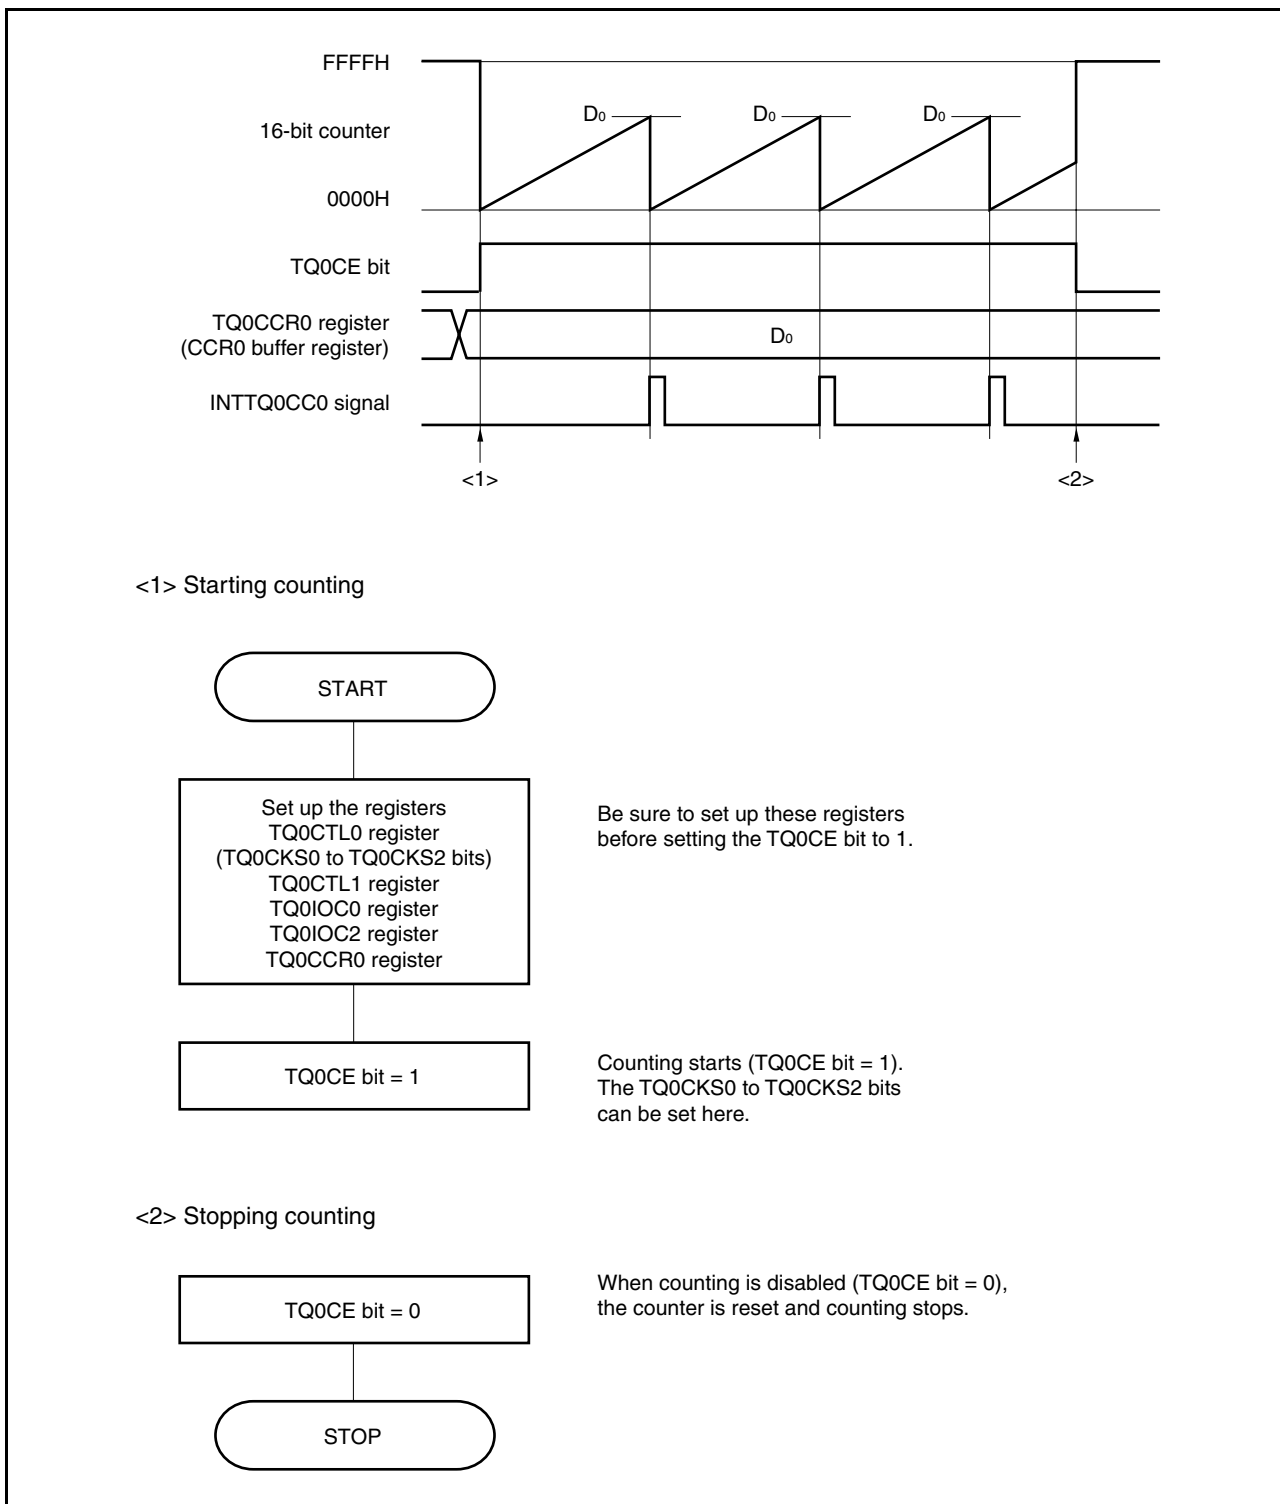 FFFFH
D0 D0 D0
16-bit counter
0000H
TQ0CE bit
TQ0CCR0 register
(CCR0 buffer register)
D0
INTTQ0CC0 signal
<1> <2>
<1> Starting counting
START
Set up the registers
TQ0CTL0 register
(TQ0CKS0 to TQ0CKS2 bits)
TQ0CTL1 register
TQ0IOC0 register
TQ0IOC2 register
TQ0CCR0 register
Be sure to set up these registers
before setting the TQ0CE bit to 1.
TQ0CE bit = 1
Counting starts (TQ0CE bit = 1).
The TQ0CKS0 to TQ0CKS2 bits
can be set here.
<2> Stopping counting
TQ0CE bit = 0
When counting is disabled (TQ0CE bit = 0),
the counter is reset and counting stops.
STOP